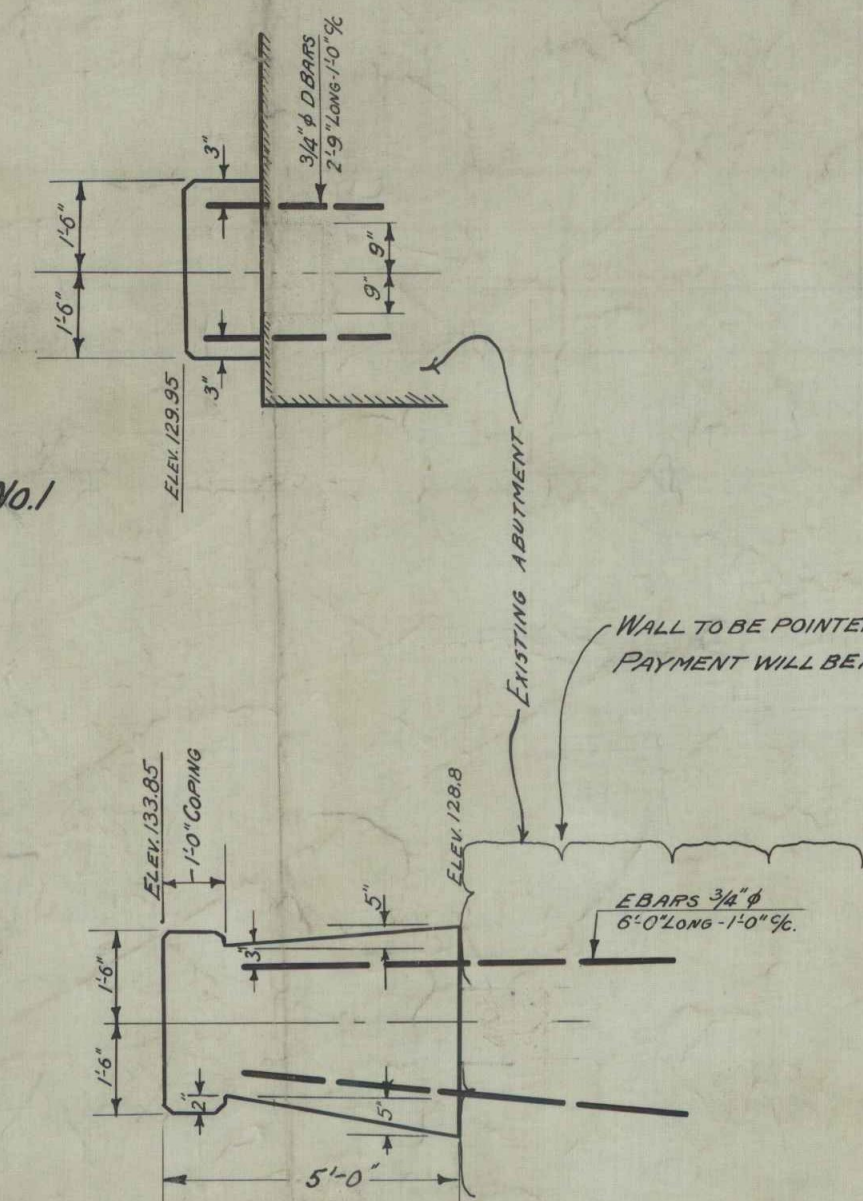 3/4" φ D BARS
2'-9" LONG-1'-0" c/c
3"
1'-6"
1'-6"
9"
9"
3"
ELEV. 129.95
No.1
EXISTING ABUTMENT
WALL TO BE POINTE
PAYMENT WILL BE
ELEV. 133.85
1'-0" COPING
ELEV. 128.8
5"
3"
E BARS 3/4" φ
6'-0" LONG - 1'-0" c/c.
1'-6"
1'-6"
2"
5"
5'-0"